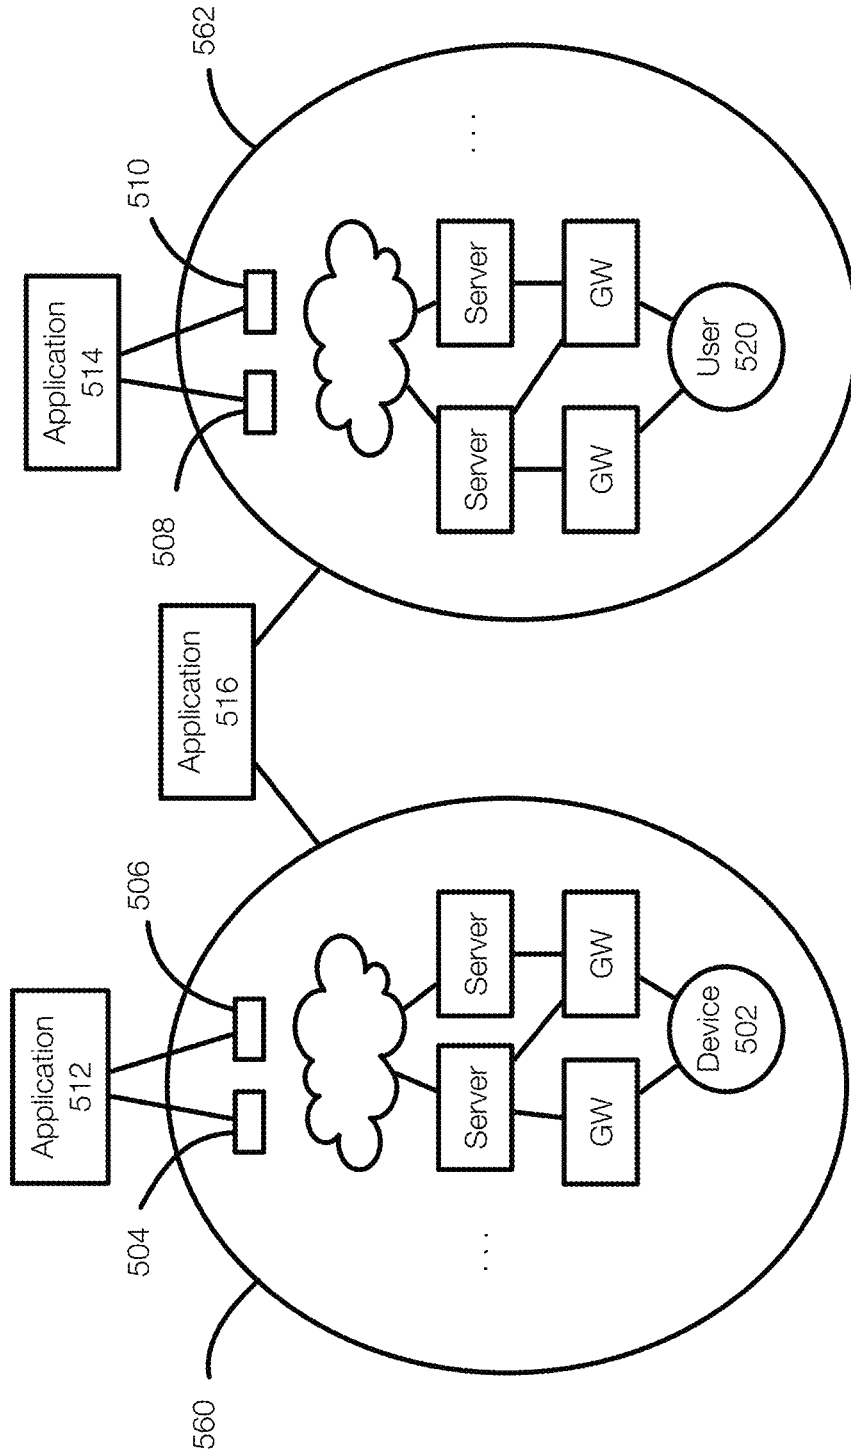 Application
512
Application
514
504
506
508
510
560
Application
516
562
. . .
Server
Server
Server
Server
. . .
GW
GW
GW
GW
Device
502
User
520